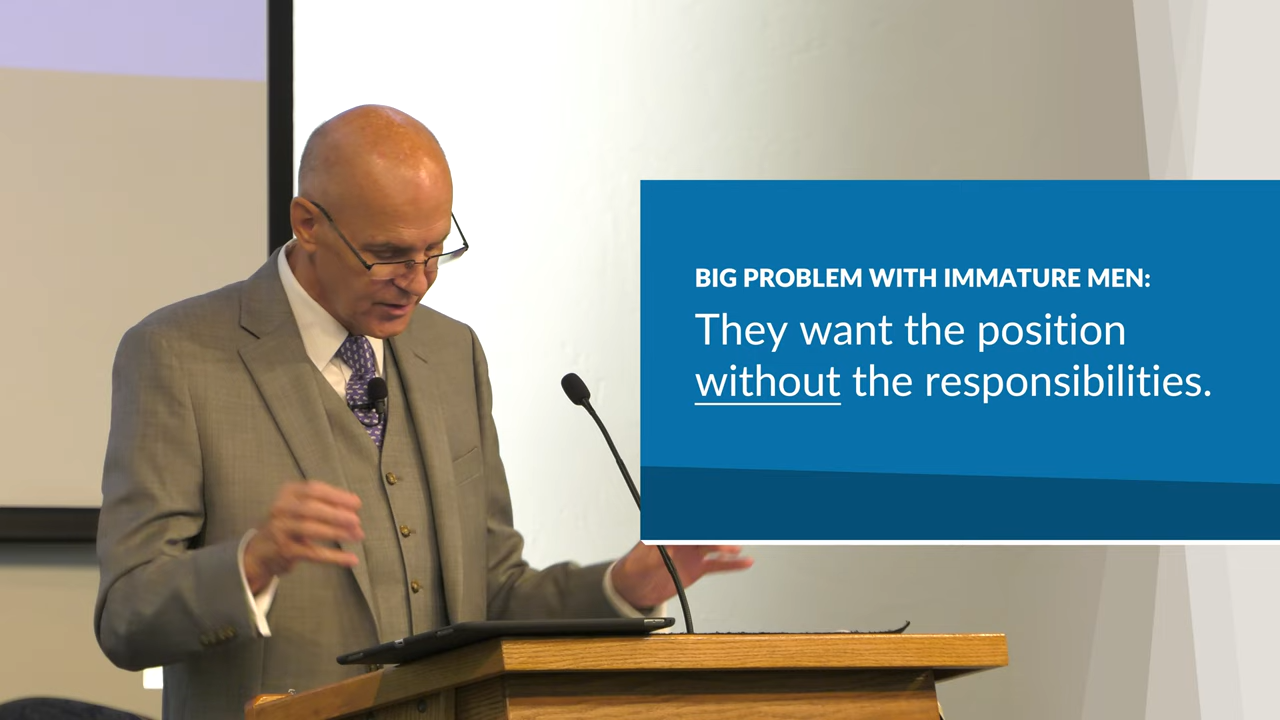 BIG PROBLEM WITH IMMATURE MEN:
They want the position
without the responsibilities.